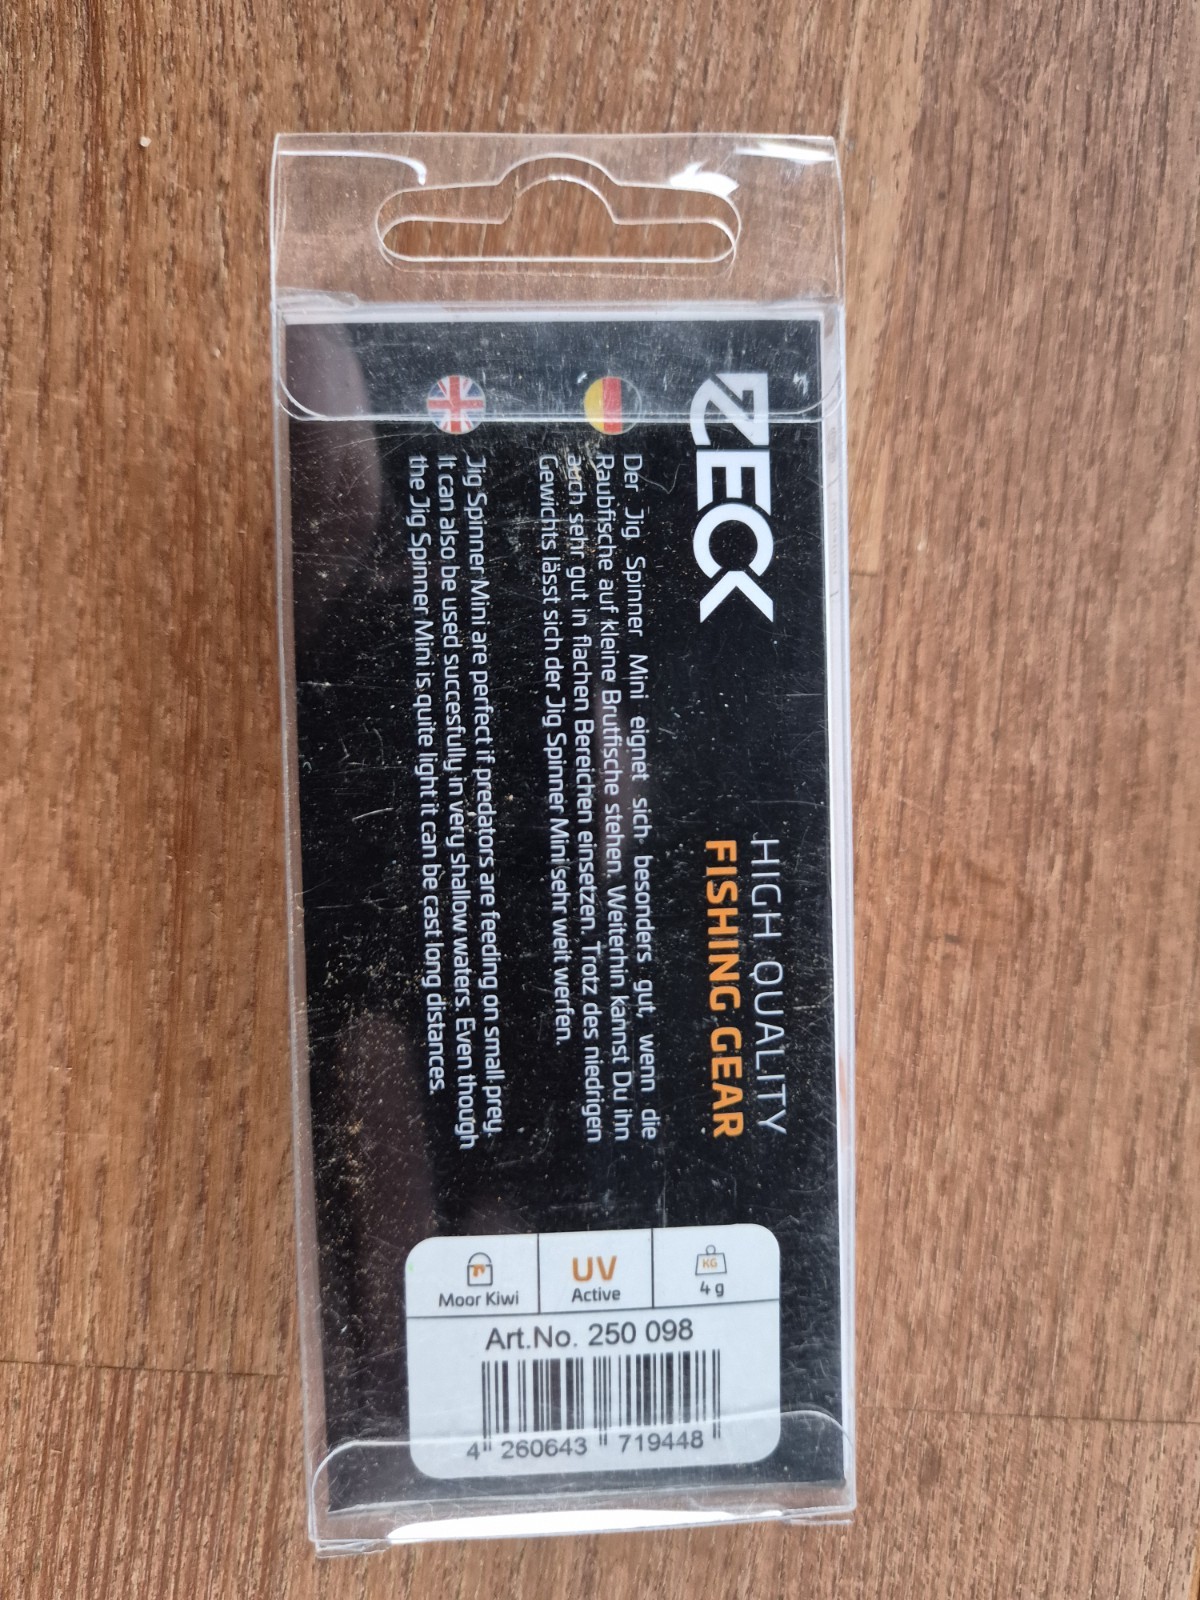 ZECK
HIGH QUALITY
FISHING GEAR
Der Jig Spinner Mini eignet sich besonders gut, wenn die
Raubfische auf kleine Brutfische stehen. Weiterhin kannst Du ihn
auch sehr gut in flachen Bereichen einsetzen. Trotz des niedrigen
Gewichts lässt sich der Jig Spinner Mini sehr weit werfen.
Jig Spinner Mini are perfect if predators are feeding on small prey.
It can also be used succesfully in very shallow waters. Even though
the Jig Spinner Mini is quite light it can be cast long distances.
Moor Kiwi
UV
Active
KG
4 g
Art.No. 250 098
4 260643 719448